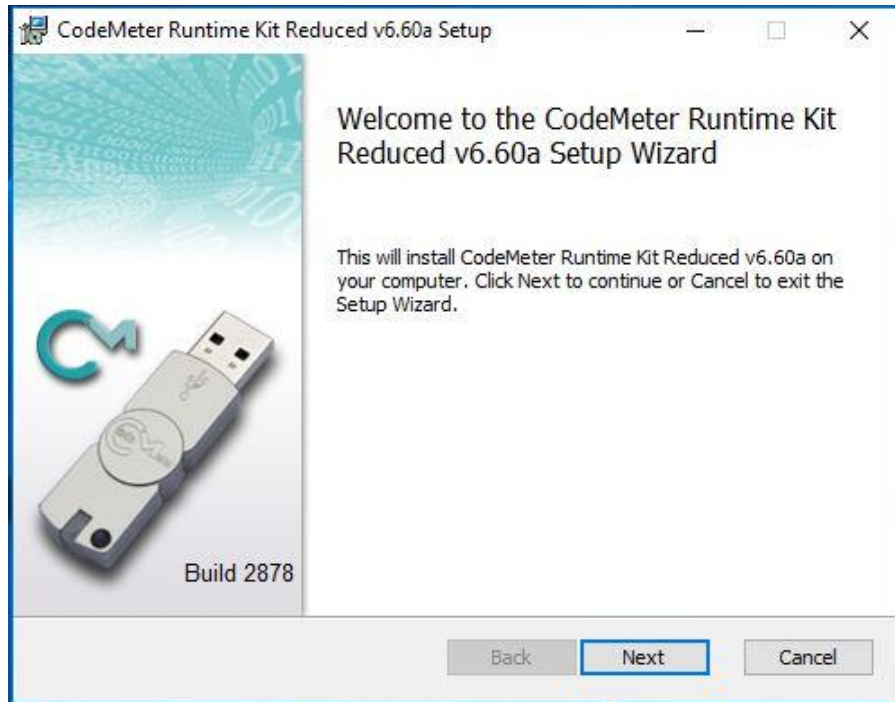 CodeMeter Runtime Kit Reduced v6.60a Setup
Welcome to the CodeMeter Runtime Kit
Reduced v6.60a Setup Wizard
This will install CodeMeter Runtime Kit Reduced v6.60a on
your computer. Click Next to continue or Cancel to exit the
Setup Wizard.
Build 2878
Back
Next
Cancel